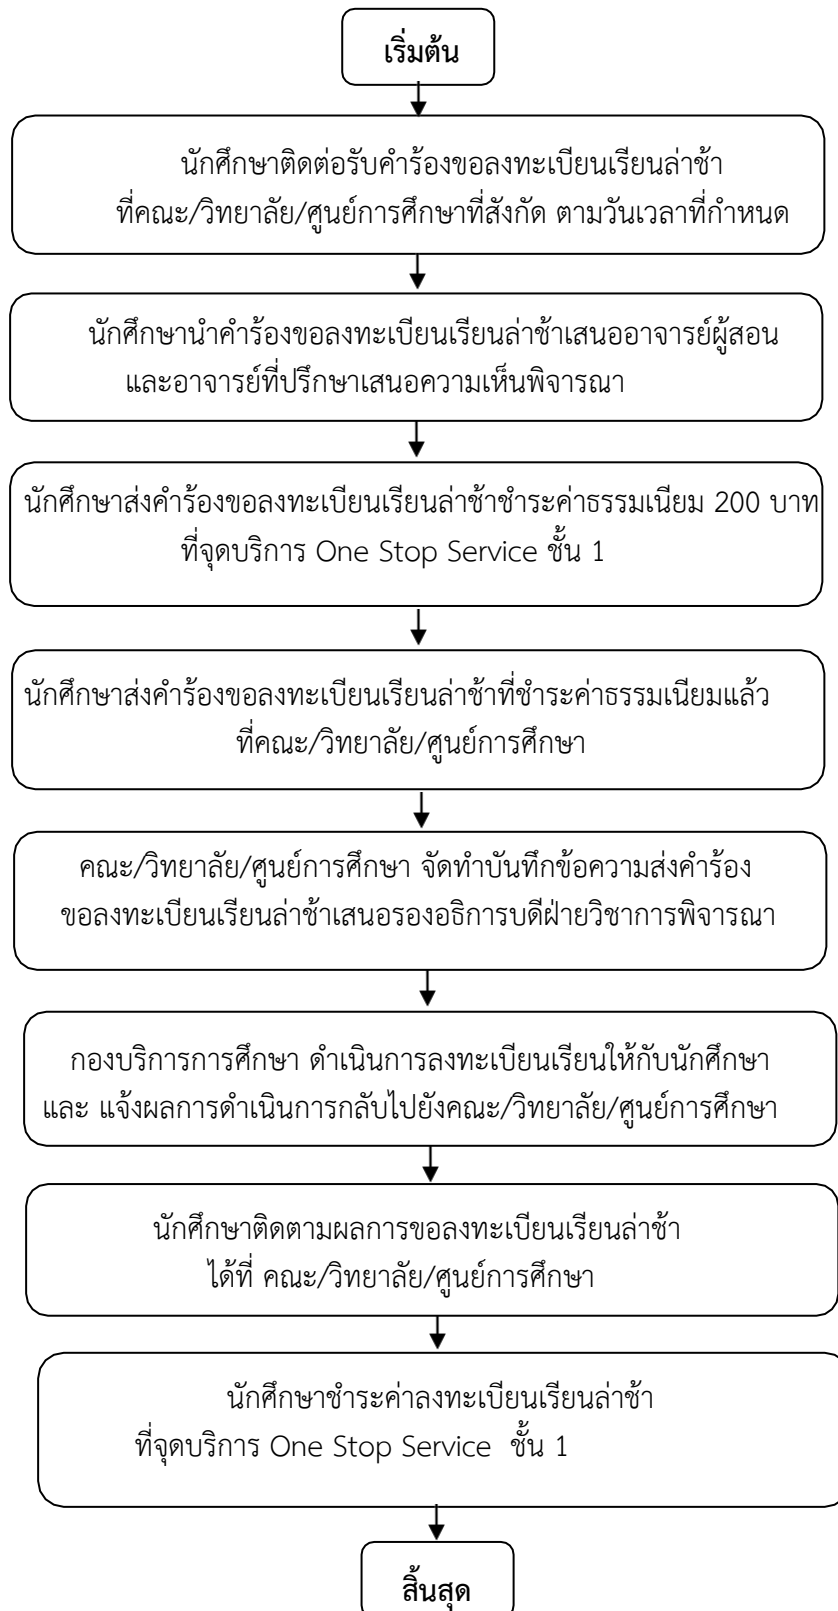 เริ่มต้น
นักศึกษาติดต่อรับคำร้องขอลงทะเบียนเรียนล่าช้า
ที่คณะ/วิทยาลัย/ศูนย์การศึกษาที่สังกัด ตามวันเวลาที่กำหนด
นักศึกษานำคำร้องขอลงทะเบียนเรียนล่าช้าเสนออาจารย์ผู้สอน
และอาจารย์ที่ปรึกษาเสนอความเห็นพิจารณา
นักศึกษาส่งคำร้องขอลงทะเบียนเรียนล่าช้าชำระค่าธรรมเนียม 200 บาท
ที่จุดบริการ One Stop Service ชั้น 1
นักศึกษาส่งคำร้องขอลงทะเบียนเรียนล่าช้าที่ชำระค่าธรรมเนียมแล้ว
ที่คณะ/วิทยาลัย/ศูนย์การศึกษา
คณะ/วิทยาลัย/ศูนย์การศึกษา จัดทำบันทึกข้อความส่งคำร้อง
ขอลงทะเบียนเรียนล่าช้าเสนอรองอธิการบดีฝ่ายวิชาการพิจารณา
กองบริการการศึกษา ดำเนินการลงทะเบียนเรียนให้กับนักศึกษา
และ แจ้งผลการดำเนินการกลับไปยังคณะ/วิทยาลัย/ศูนย์การศึกษา
นักศึกษาติดตามผลการขอลงทะเบียนเรียนล่าช้า
ได้ที่ คณะ/วิทยาลัย/ศูนย์การศึกษา
นักศึกษาชำระค่าลงทะเบียนเรียนล่าช้า
ที่จุดบริการ One Stop Service ชั้น 1
สิ้นสุด